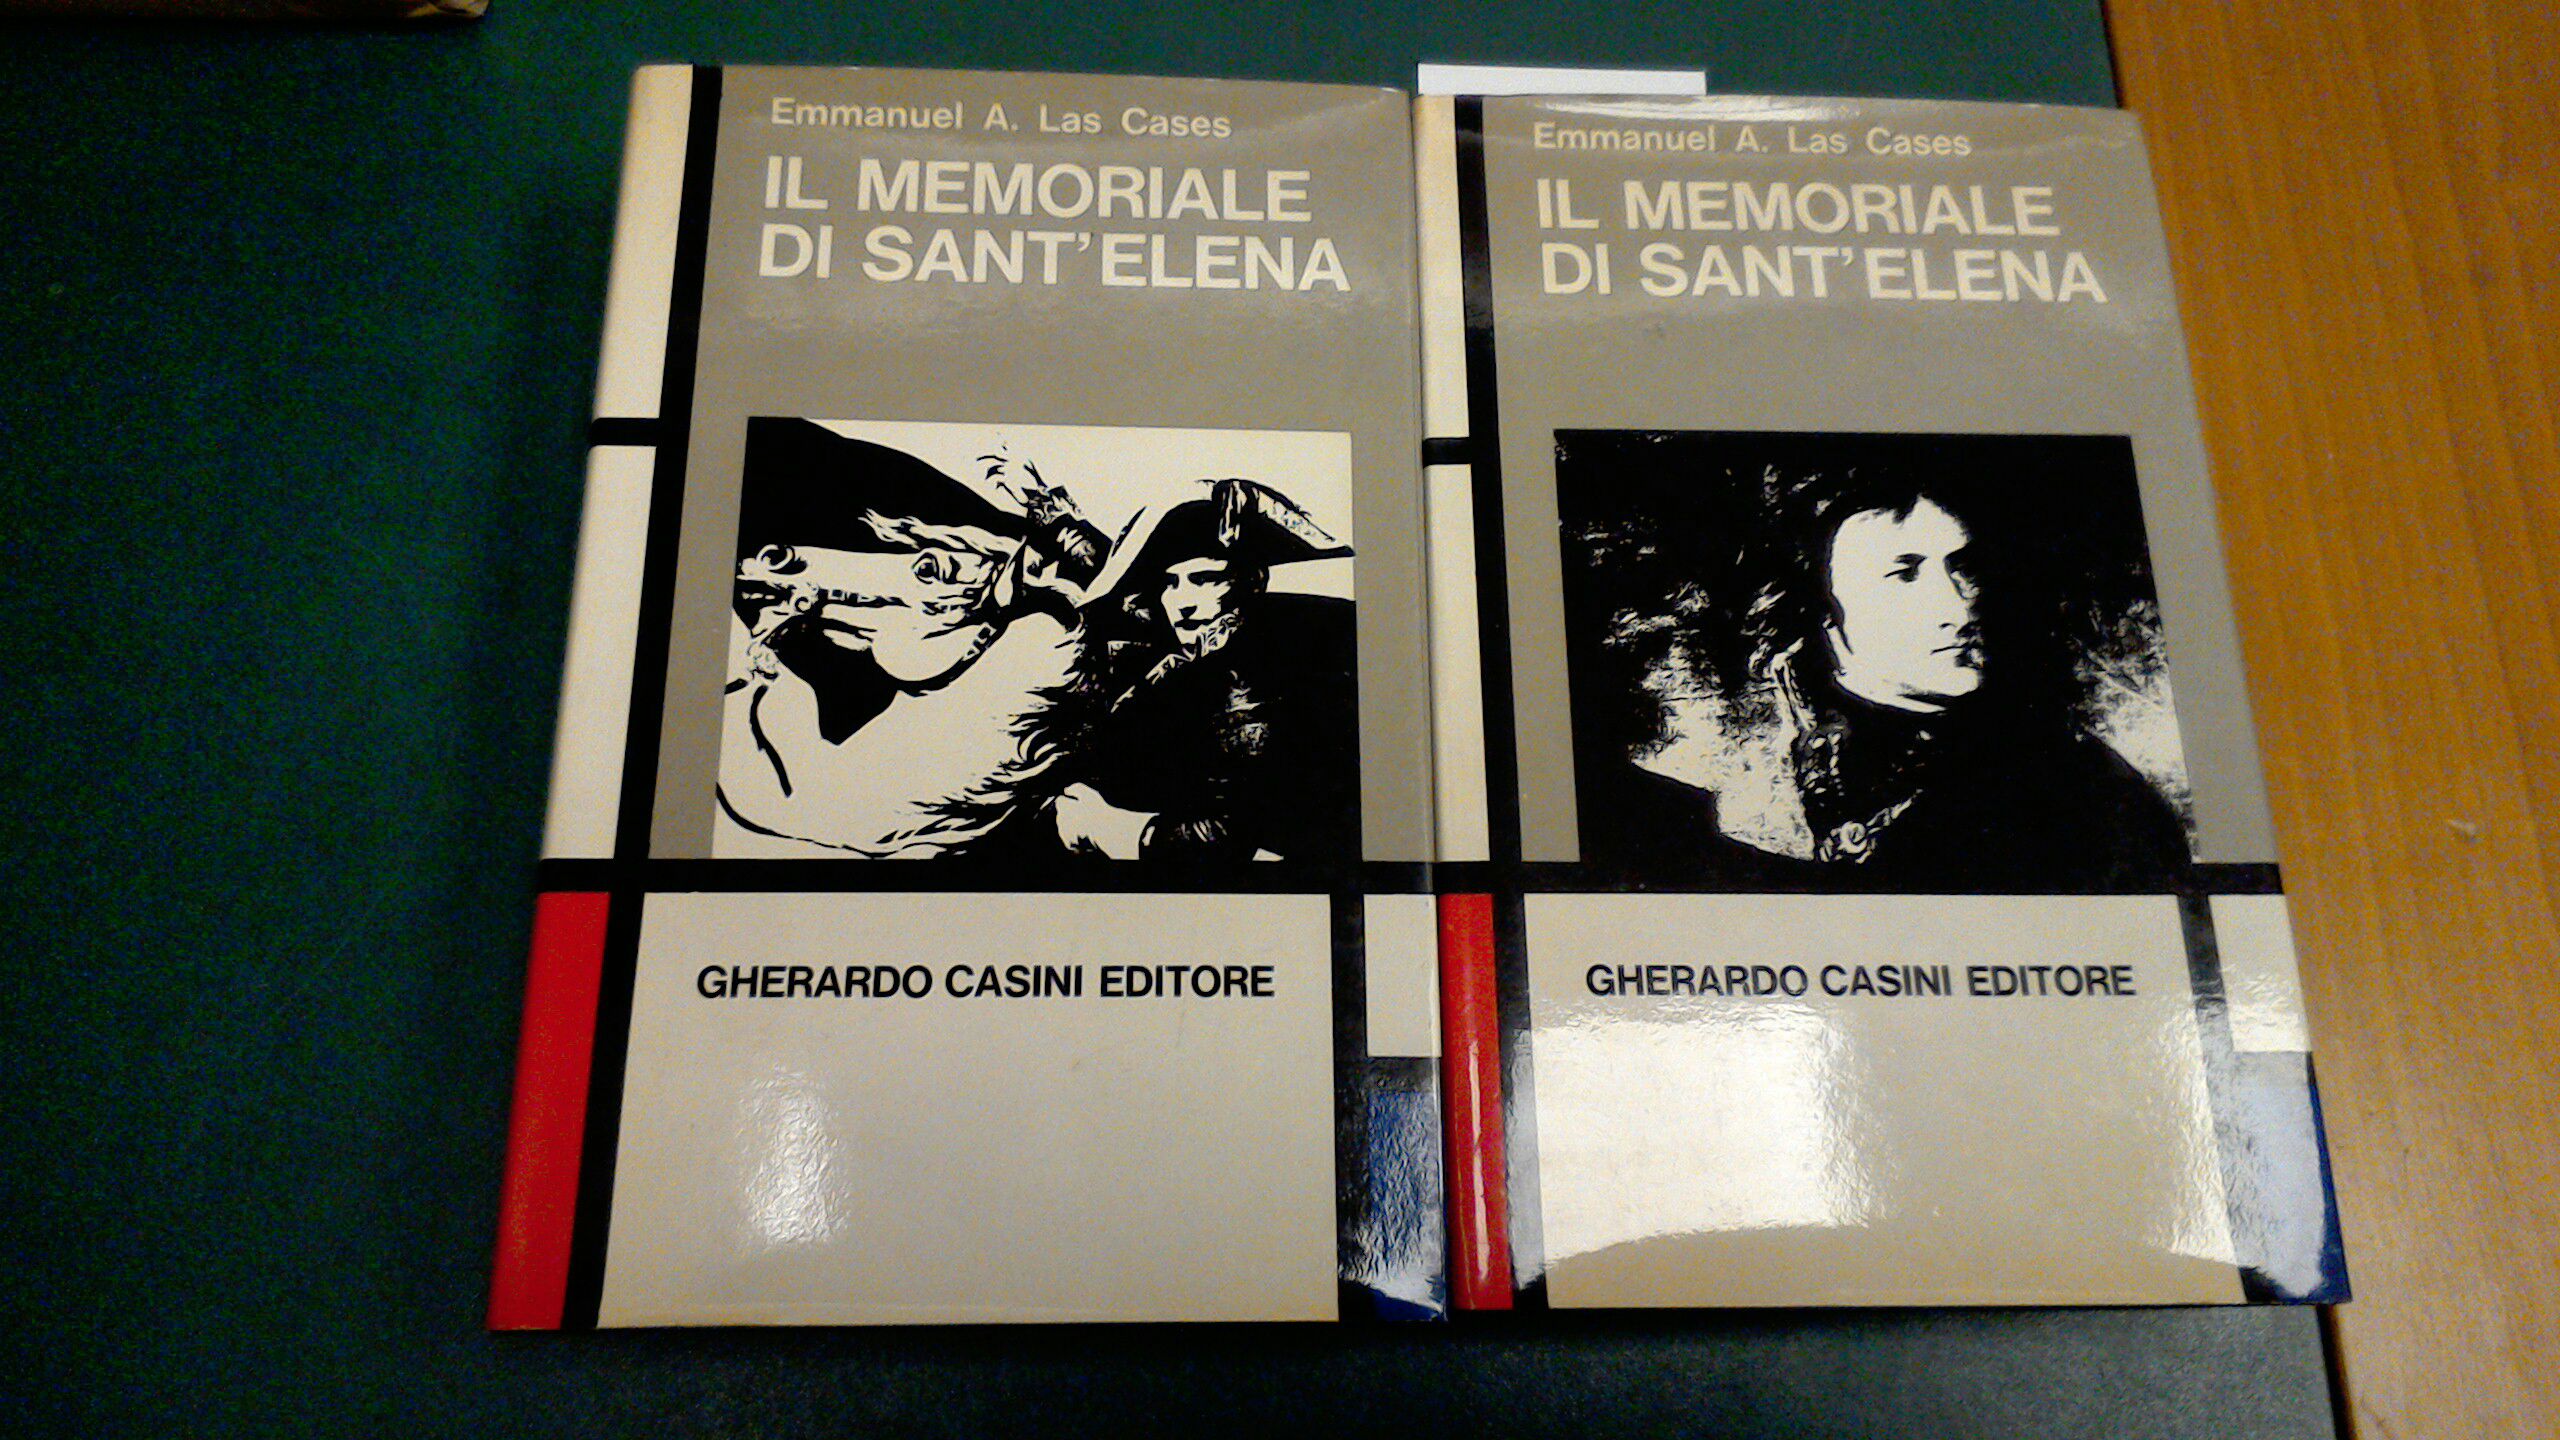 Emmanuel A. Las Cases
IL MEMORIALE
DI SANT'ELENA
GHERARDO CASINI EDITORE
Emmanuel A. Las Cases
IL MEMORIALE
DI SANT'ELENA
GHERARDO CASINI EDITORE